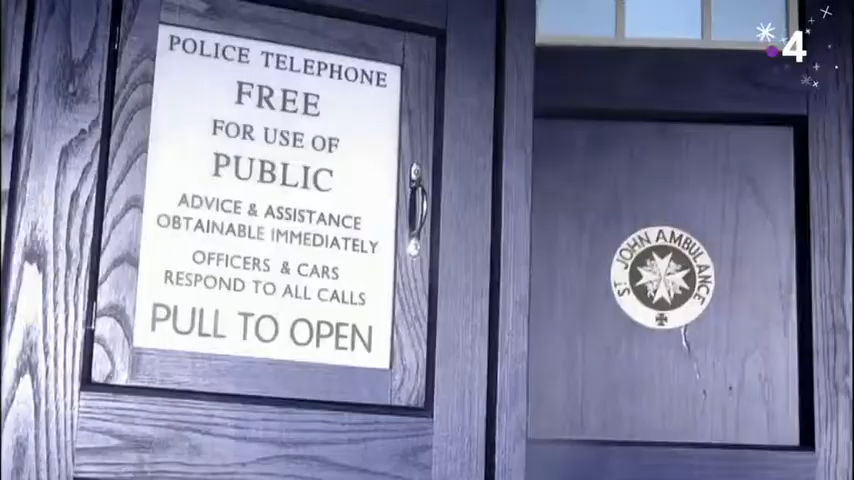 POLICE TELEPHONE
FREE
FOR USE OF
PUBLIC
ADVICE & ASSISTANCE
OBTAINABLE IMMEDIATELY
OFFICERS & CARS
RESPOND TO ALL CALLS
PULL TO OPEN
ST JOHN AMBULANCE
4